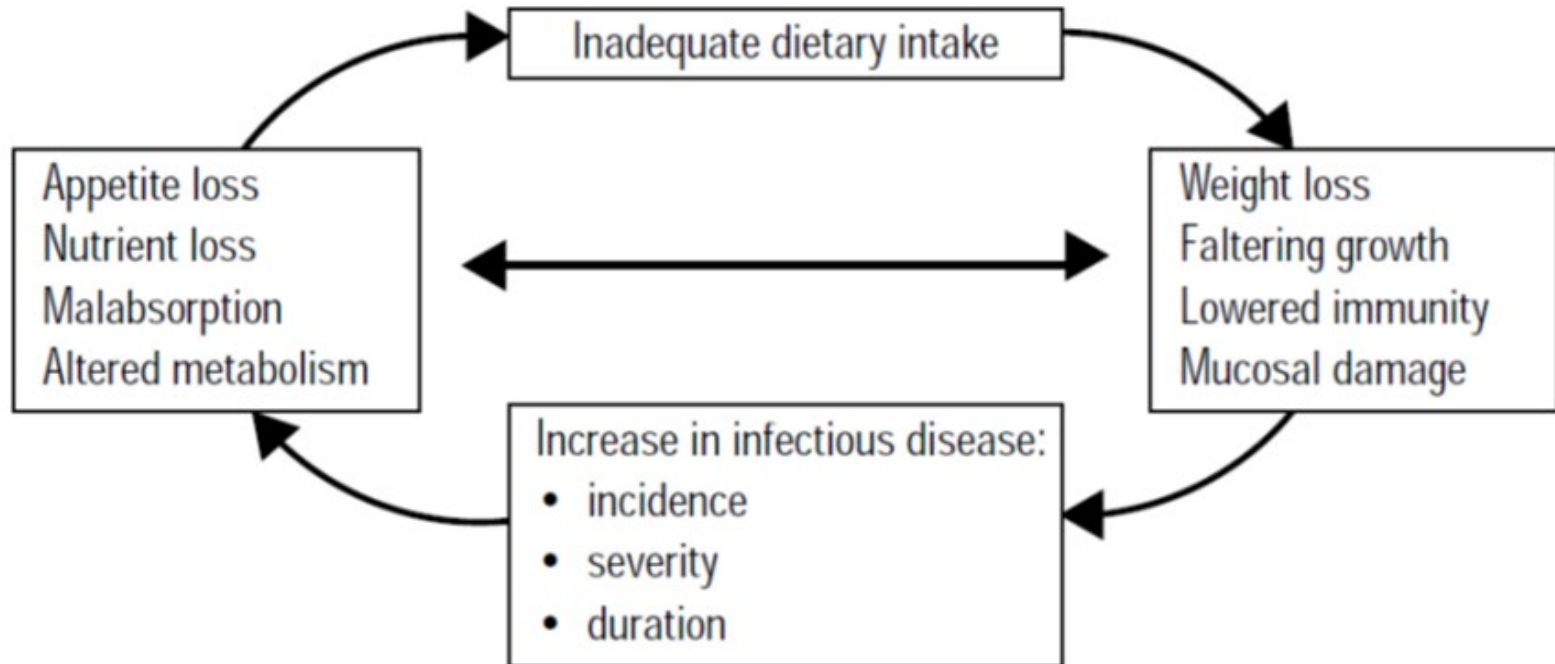 Inadequate dietary intake
Appetite loss
Nutrient loss
Malabsorption
Altered metabolism
Weight loss
Faltering growth
Lowered immunity
Mucosal damage
Increase in infectious disease:
• incidence
• severity
• duration